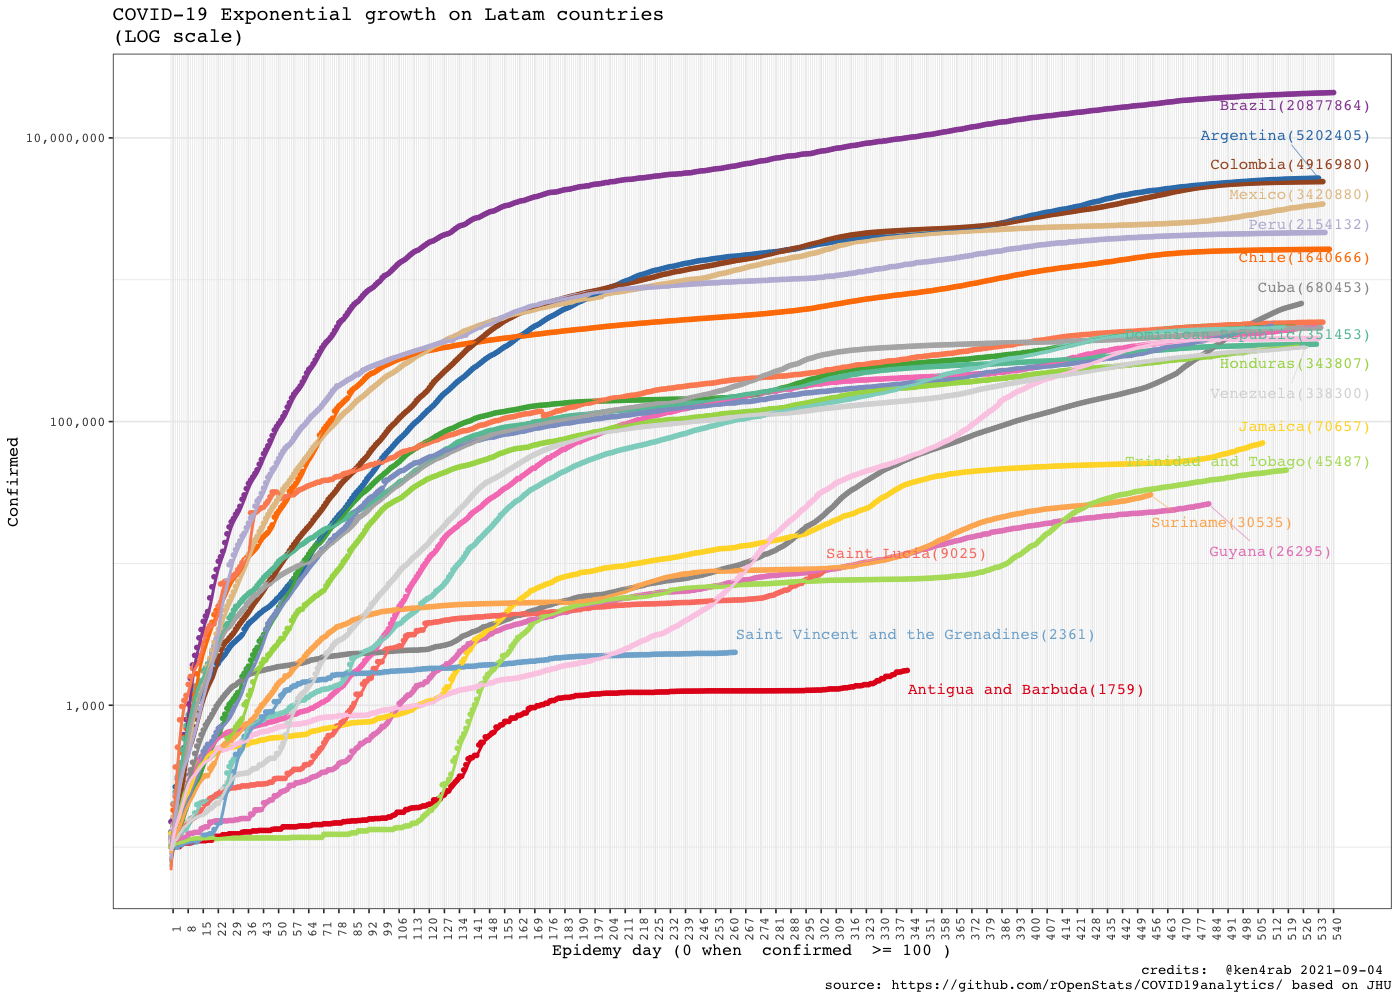 COVID-19 Exponential growth on Latam countries
(LOG scale)
Confirmed
10,000,000
100,000
1,000
Brazil(20877864)
Argentina(5202405)
Colombia(4916980)
Mexico(3420880)
Peru(2154132)
Chile(1640666)
Cuba(680453)
Dominican Republic(351453)
Honduras(343807)
Venezuela(338300)
Jamaica(70657)
Trinidad and Tobago(45487)
Suriname(30535)
Guyana(26295)
Saint Lucia(9025)
Saint Vincent and the Grenadines(2361)
Antigua and Barbuda(1759)
1 8 15 22 29 36 43 50 57 64 71 78 85 92 99 106 113 120 127 134 141 148 155 162 169 176 183 190 197 204 211 218 225 232 239 246 253 260 267 274 281 288 295 302 309 316 323 330 337 344 351 358 365 372 379 386 393 400 407 414 421 428 435 442 449 456 463 470 477 484 491 498 505 512 519 526 533 540
Epidemy day (0 when confirmed >= 100 )
credits: @ken4rab 2021-09-04
source: https://github.com/rOpenStats/COVID19analytics/ based on JHU